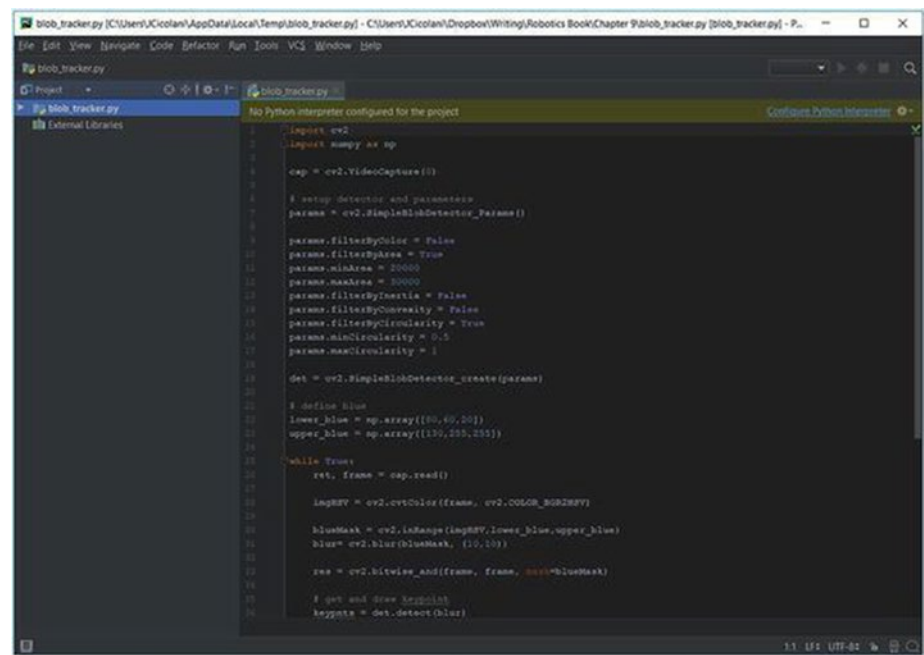 blob_tracker.py [C:\Users\JCicolani\AppData\Local\Temp\blob_tracker.py] - C:\Users\JCicolani\Dropbox\Writing\Robotics Book\Chapter 9\blob_tracker.py [blob_tracker.py] - P...
File Edit View Navigate Code Refactor Run Tools VCS Window Help
blob_tracker.py
Project
blob_tracker.py
blob_tracker.py
External Libraries
No Python interpreter configured for the project
Configure Python Interpreter
import cv2
import numpy as np
cap = cv2.VideoCapture(0)
# setup detector and parameters
params = cv2.SimpleBlobDetector_Params()
params.filterByColor = False
params.filterByArea = True
params.minArea = 20000
params.maxArea = 30000
params.filterByInertia = False
params.filterByConvexity = False
params.filterByCircularity = True
params.minCircularity = 0.5
params.maxCircularity = 1
det = cv2.SimpleBlobDetector_create(params)
# define blue
lower_blue = np.array([80,60,20])
upper_blue = np.array([130,255,255])
while True:
ret, frame = cap.read()
imgHSV = cv2.cvtColor(frame, cv2.COLOR_BGR2HSV)
blueMask = cv2.inRange(imgHSV,lower_blue,upper_blue)
blur= cv2.blur(blueMask, (10,10))
res = cv2.bitwise_and(frame, frame, mask=blueMask)
# get and draw keypoint
keypnts = det.detect(blur)
1:1 LF÷ UTF-8÷